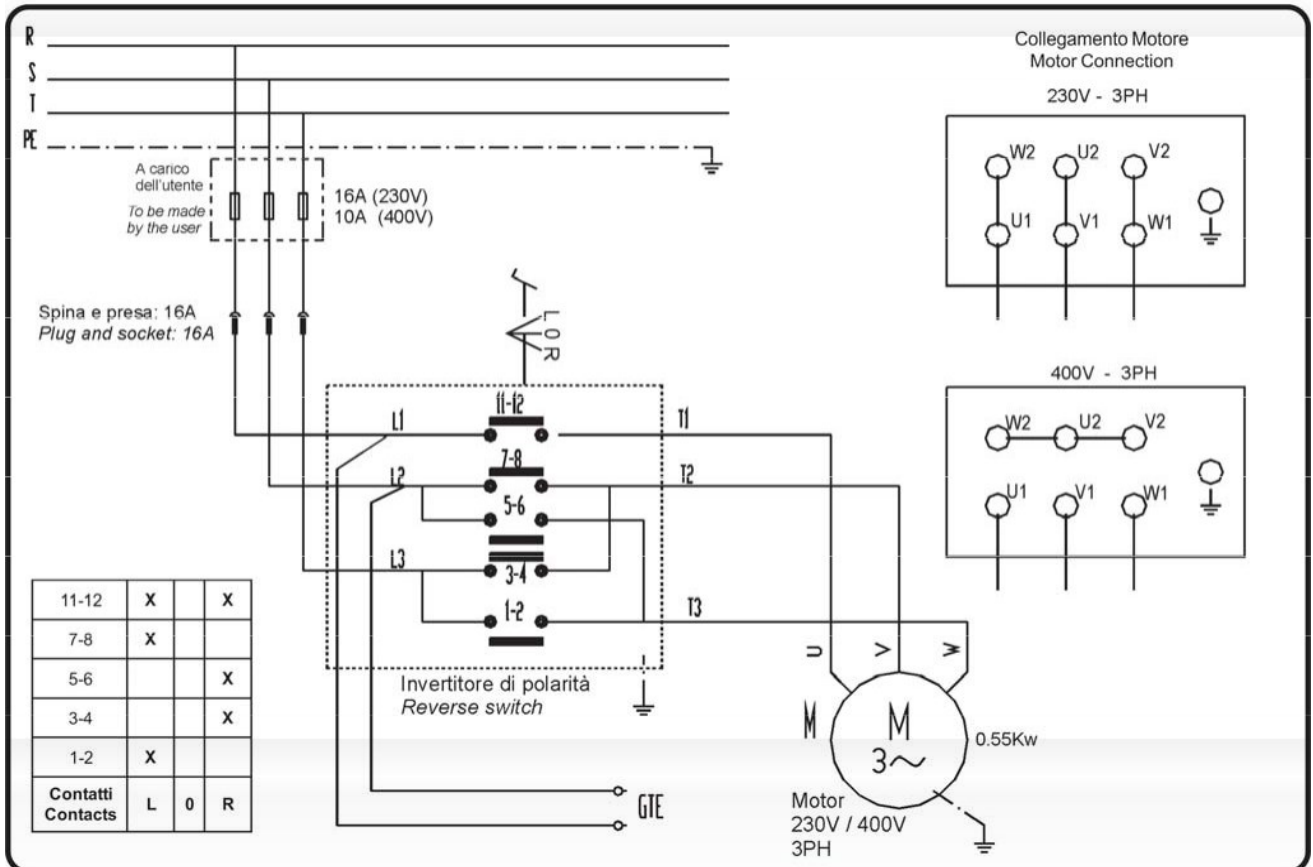 R
S
T
PE
A carico
dell'utente
To be made
by the user
16A (230V)
10A (400V)
Spina e presa: 16A
Plug and socket: 16A
L 0 R
L1
11-12
T1
7-8
L2
T2
5-6
L3
3-4
1-2
T3
Invertitore di polarità
Reverse switch
GTE
U
V
W
M
M
3~
0.55Kw
Motor
230V / 400V
3PH
Collegamento Motore
Motor Connection
230V - 3PH
W2 U2 V2
U1 V1 W1
400V - 3PH
W2 U2 V2
U1 V1 W1
11-12 X X
7-8 X
5-6 X
3-4 X
1-2 X
Contatti
Contacts L 0 R